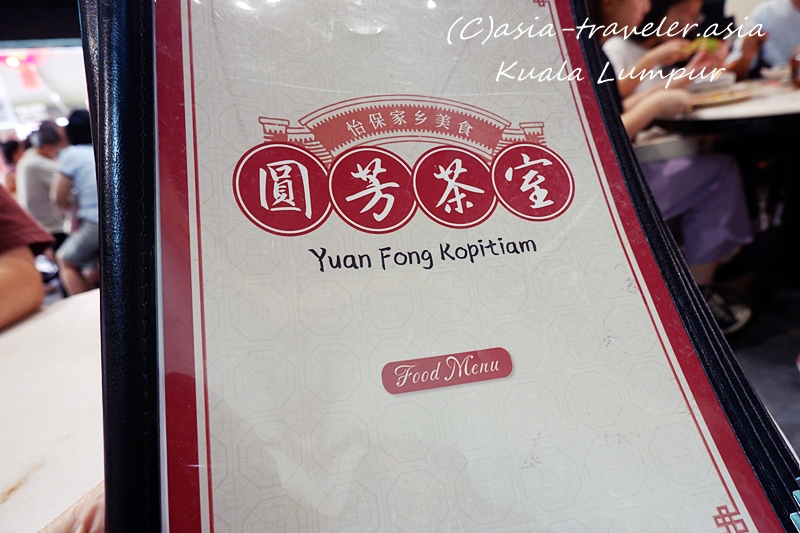 (C)asia-traveler.asia
Kuala Lumpur
怡保家乡美食
圓芳茶室
Yuan Fong Kopitiam
Food Menu